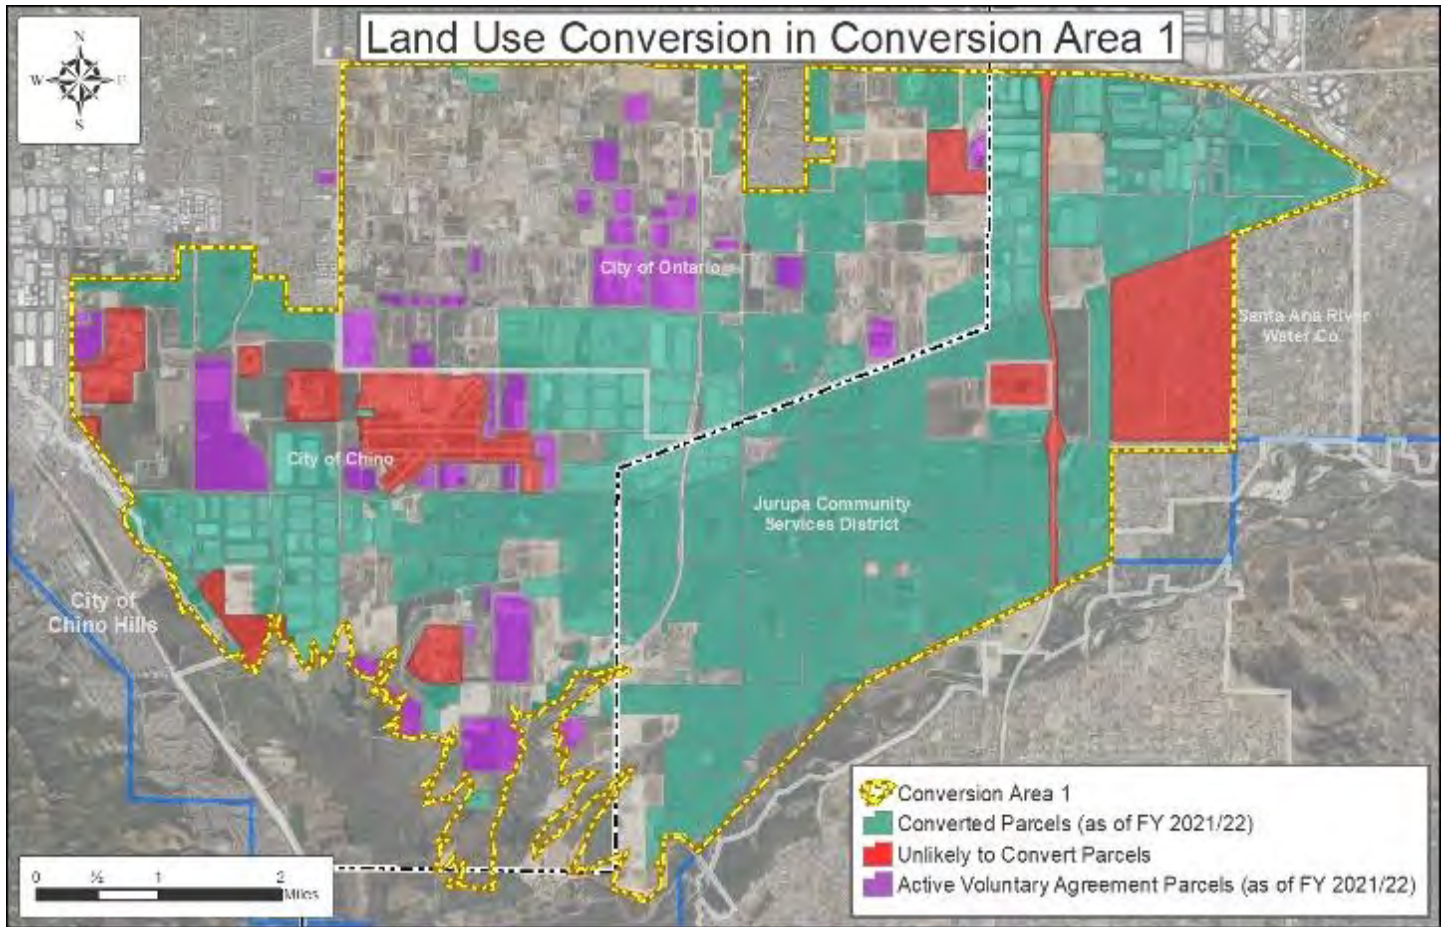 Land Use Conversion in Conversion Area 1
N
W E
S
City of Ontario
Santa Ana River
Water Co.
City of Chino
Jurupa Community
Services District
City of
Chino Hills
Conversion Area 1
Converted Parcels (as of FY 2021/22)
Unlikely to Convert Parcels
Active Voluntary Agreement Parcels (as of FY 2021/22)
0 ½ 1 2
Miles